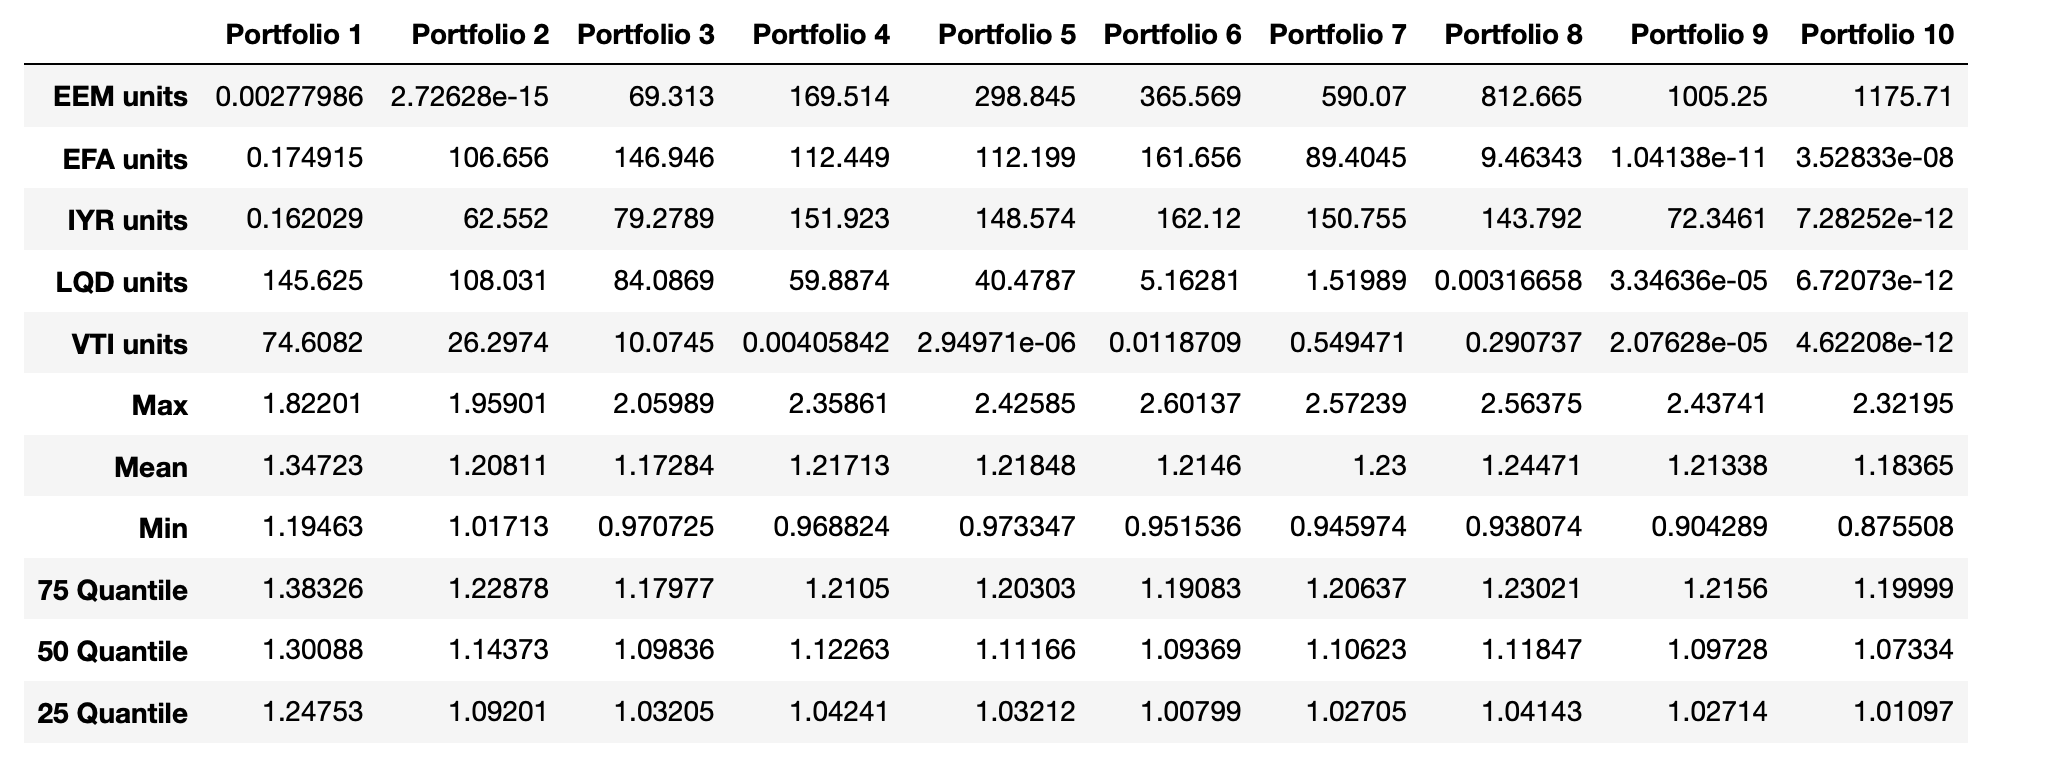 Portfolio 1 Portfolio 2 Portfolio 3 Portfolio 4 Portfolio 5 Portfolio 6 Portfolio 7 Portfolio 8 Portfolio 9 Portfolio 10
EEM units 0.00277986 2.72628e-15 69.313 169.514 298.845 365.569 590.07 812.665 1005.25 1175.71
EFA units 0.174915 106.656 146.946 112.449 112.199 161.656 89.4045 9.46343 1.04138e-11 3.52833e-08
IYR units 0.162029 62.552 79.2789 151.923 148.574 162.12 150.755 143.792 72.3461 7.28252e-12
LQD units 145.625 108.031 84.0869 59.8874 40.4787 5.16281 1.51989 0.00316658 3.34636e-05 6.72073e-12
VTI units 74.6082 26.2974 10.0745 0.00405842 2.94971e-06 0.0118709 0.549471 0.290737 2.07628e-05 4.62208e-12
Max 1.82201 1.95901 2.05989 2.35861 2.42585 2.60137 2.57239 2.56375 2.43741 2.32195
Mean 1.34723 1.20811 1.17284 1.21713 1.21848 1.2146 1.23 1.24471 1.21338 1.18365
Min 1.19463 1.01713 0.970725 0.968824 0.973347 0.951536 0.945974 0.938074 0.904289 0.875508
75 Quantile 1.38326 1.22878 1.17977 1.2105 1.20303 1.19083 1.20637 1.23021 1.2156 1.19999
50 Quantile 1.30088 1.14373 1.09836 1.12263 1.11166 1.09369 1.10623 1.11847 1.09728 1.07334
25 Quantile 1.24753 1.09201 1.03205 1.04241 1.03212 1.00799 1.02705 1.04143 1.02714 1.01097